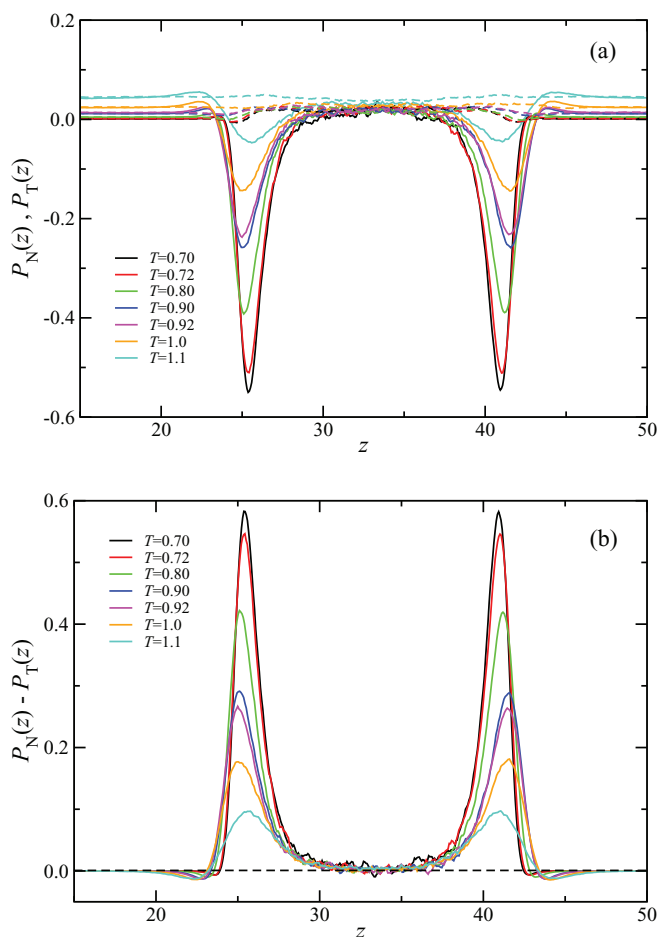 (a)
0.2
0.0
-0.2
-0.4
-0.6
P_N(z) , P_T(z)
T=0.70
T=0.72
T=0.80
T=0.90
T=0.92
T=1.0
T=1.1
20 30 40 50
z
(b)
0.6
0.4
0.2
0.0
P_N(z) - P_T(z)
T=0.70
T=0.72
T=0.80
T=0.90
T=0.92
T=1.0
T=1.1
20 30 40 50
z